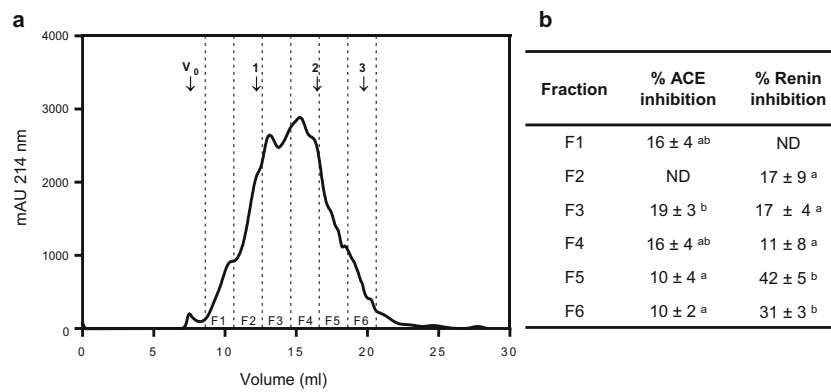 a
mAU 214 nm
4000
3000
2000
1000
0
V0 1 2 3
↓ ↓ ↓ ↓
F1 F2 F3 F4 F5 F6
0 5 10 15 20 25 30
Volume (ml)
b
Fraction % ACE inhibition % Renin inhibition
F1 16 ± 4 ab ND
F2 ND 17 ± 9 a
F3 19 ± 3 b 17 ± 4 a
F4 16 ± 4 ab 11 ± 8 a
F5 10 ± 4 a 42 ± 5 b
F6 10 ± 2 a 31 ± 3 b